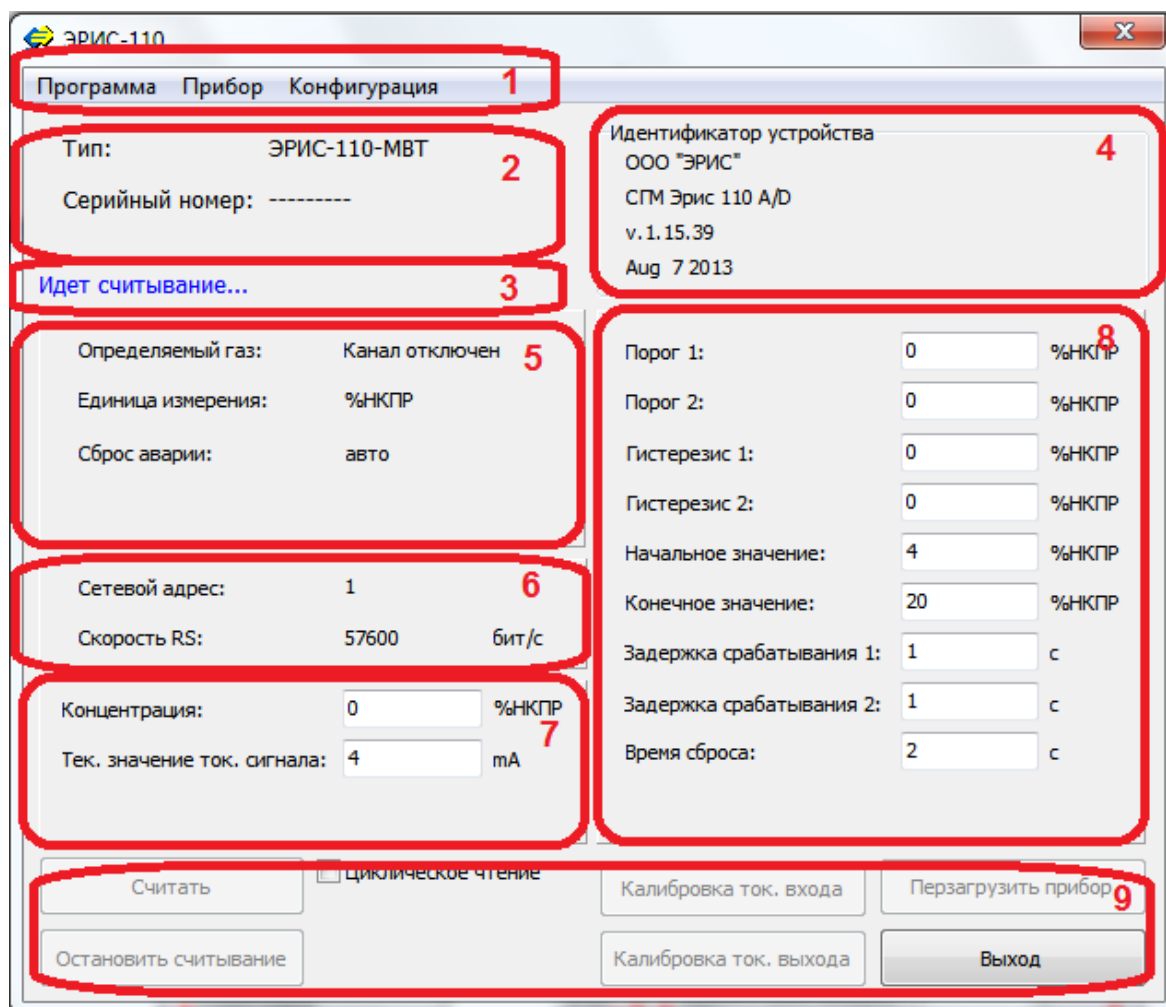 ЭРИС-110
Программа Прибор Конфигурация 1
Тип: ЭРИС-110-МВТ 2
Серийный номер: ---------
Идет считывание... 3
Идентификатор устройства 4
ООО "ЭРИС"
СГМ Эрис 110 A/D
v.1.15.39
Aug 7 2013
Определяемый газ: Канал отключен 5
Единица измерения: %НКПР
Сброс аварии: авто
Сетевой адрес: 1 6
Скорость RS: 57600 бит/с
Концентрация: 0 %НКПР 7
Тек. значение ток. сигнала: 4 mA
8
Порог 1: 0 %НКПР
Порог 2: 0 %НКПР
Гистерезис 1: 0 %НКПР
Гистерезис 2: 0 %НКПР
Начальное значение: 4 %НКПР
Конечное значение: 20 %НКПР
Задержка срабатывания 1: 1 с
Задержка срабатывания 2: 1 с
Время сброса: 2 с
Считать Циклическое чтение Калибровка ток. входа Перзагрузить прибор 9
Остановить считывание Калибровка ток. выхода Выход